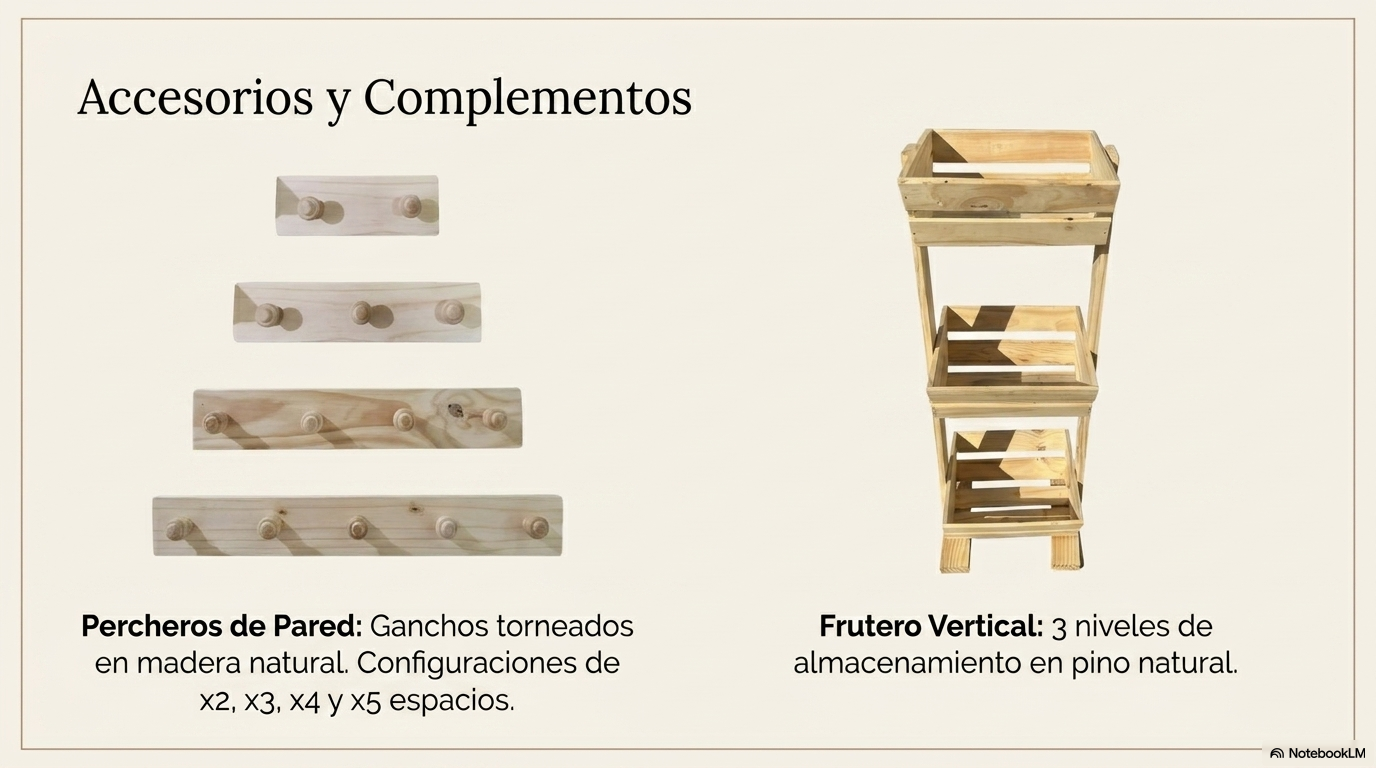 Accesorios y Complementos
Percheros de Pared: Ganchos torneados
en madera natural. Configuraciones de
x2, x3, x4 y x5 espacios.
Frutero Vertical: 3 niveles de
almacenamiento en pino natural.
NotebookLM